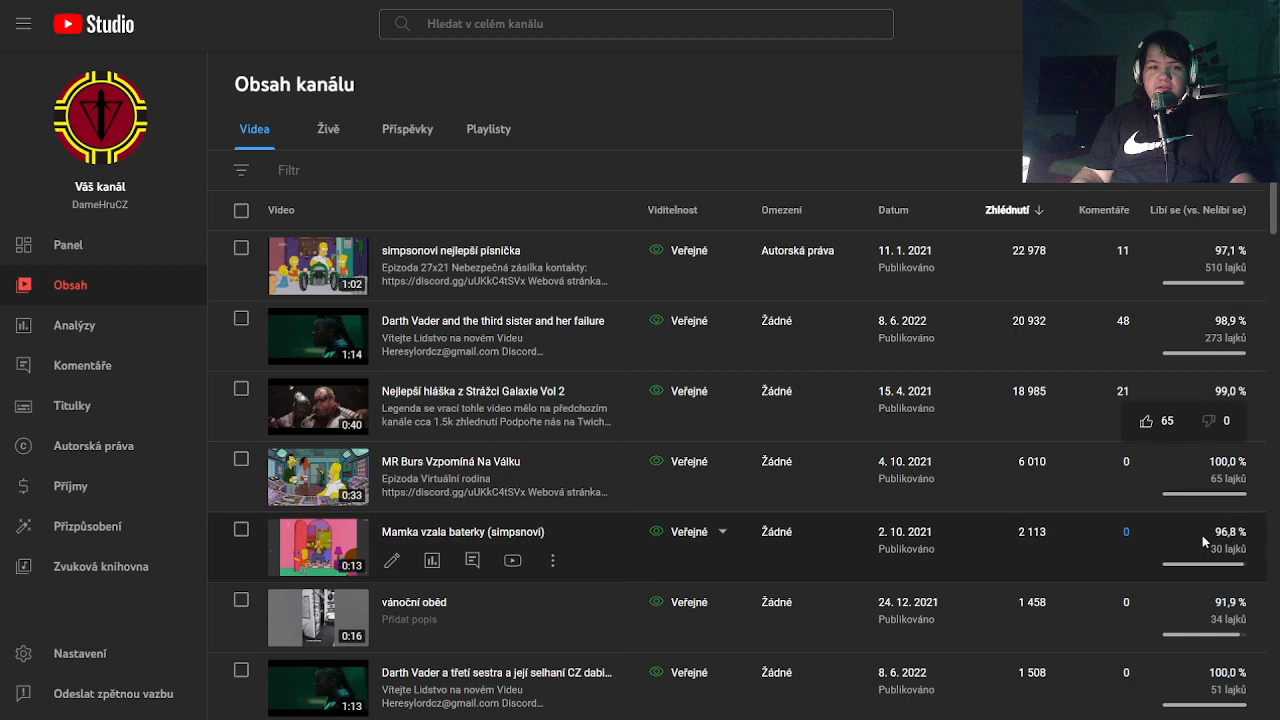 Studio
Hledat v celém kanálu
Váš kanál
DameHruCZ
Panel
Obsah
Analýzy
Komentáře
Titulky
Autorská práva
Příjmy
Přizpůsobení
Zvuková knihovna
Nastavení
Odeslat zpětnou vazbu
Obsah kanálu
Videa Živě Příspěvky Playlisty
Filtr
Video Viditelnost Omezení Datum Zhlédnutí Komentáře Líbí se (vs. Nelíbí se)
simpsonovi nejlepší písnička Veřejné Autorská práva 11. 1. 2021 22 978 11 97,1 %
Epizoda 27x21 Nebezpečná zásilka kontakty: Publikováno 510 lajků
https://discord.gg/uUKkC4tSVx Webová stránka...
1:02
Darth Vader and the third sister and her failure Veřejné Žádné 8. 6. 2022 20 932 48 98,9 %
Vítejte Lidstvo na novém Videu Publikováno 273 lajků
Heresylordcz@gmail.com Discord...
1:14
Nejlepší hláška z Strážci Galaxie Vol 2 Veřejné Žádné 15. 4. 2021 18 985 21 99,0 %
Legenda se vrací tohle video mělo na předchozím Publikováno
kanále cca 1.5k zhlednutí Podpořte nás na Twich...
0:40
65 0
MR Burs Vzpomíná Na Válku Veřejné Žádné 4. 10. 2021 6 010 0 100,0 %
Epizoda Virtuální rodina Publikováno 65 lajků
https://discord.gg/uUKkC4tSVx Webová stránka...
0:33
Mamka vzala baterky (simpsnoví) Veřejné Žádné 2. 10. 2021 2 113 0 96,8 %
Publikováno 30 lajků
0:13
vánoční oběd Veřejné Žádné 24. 12. 2021 1 458 0 91,9 %
Přidat popis Publikováno 34 lajků
0:16
Darth Vader a třetí sestra a její selhaní CZ dabi... Veřejné Žádné 8. 6. 2022 1 508 0 100,0 %
Vítejte Lidstvo na novém Videu Publikováno 51 lajků
Heresylordcz@gmail.com Discord...
1:13